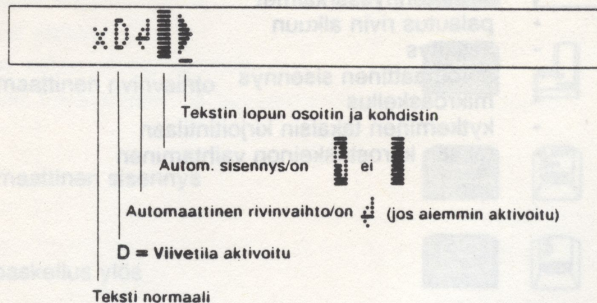 × D
Tekstin lopun osoitin ja kohdistin
Autom. sisennys/on ei
Automaattinen rivinvaihto/on (jos aiemmin aktivoitu)
D = Viivetila aktivoitu
Teksti normaali